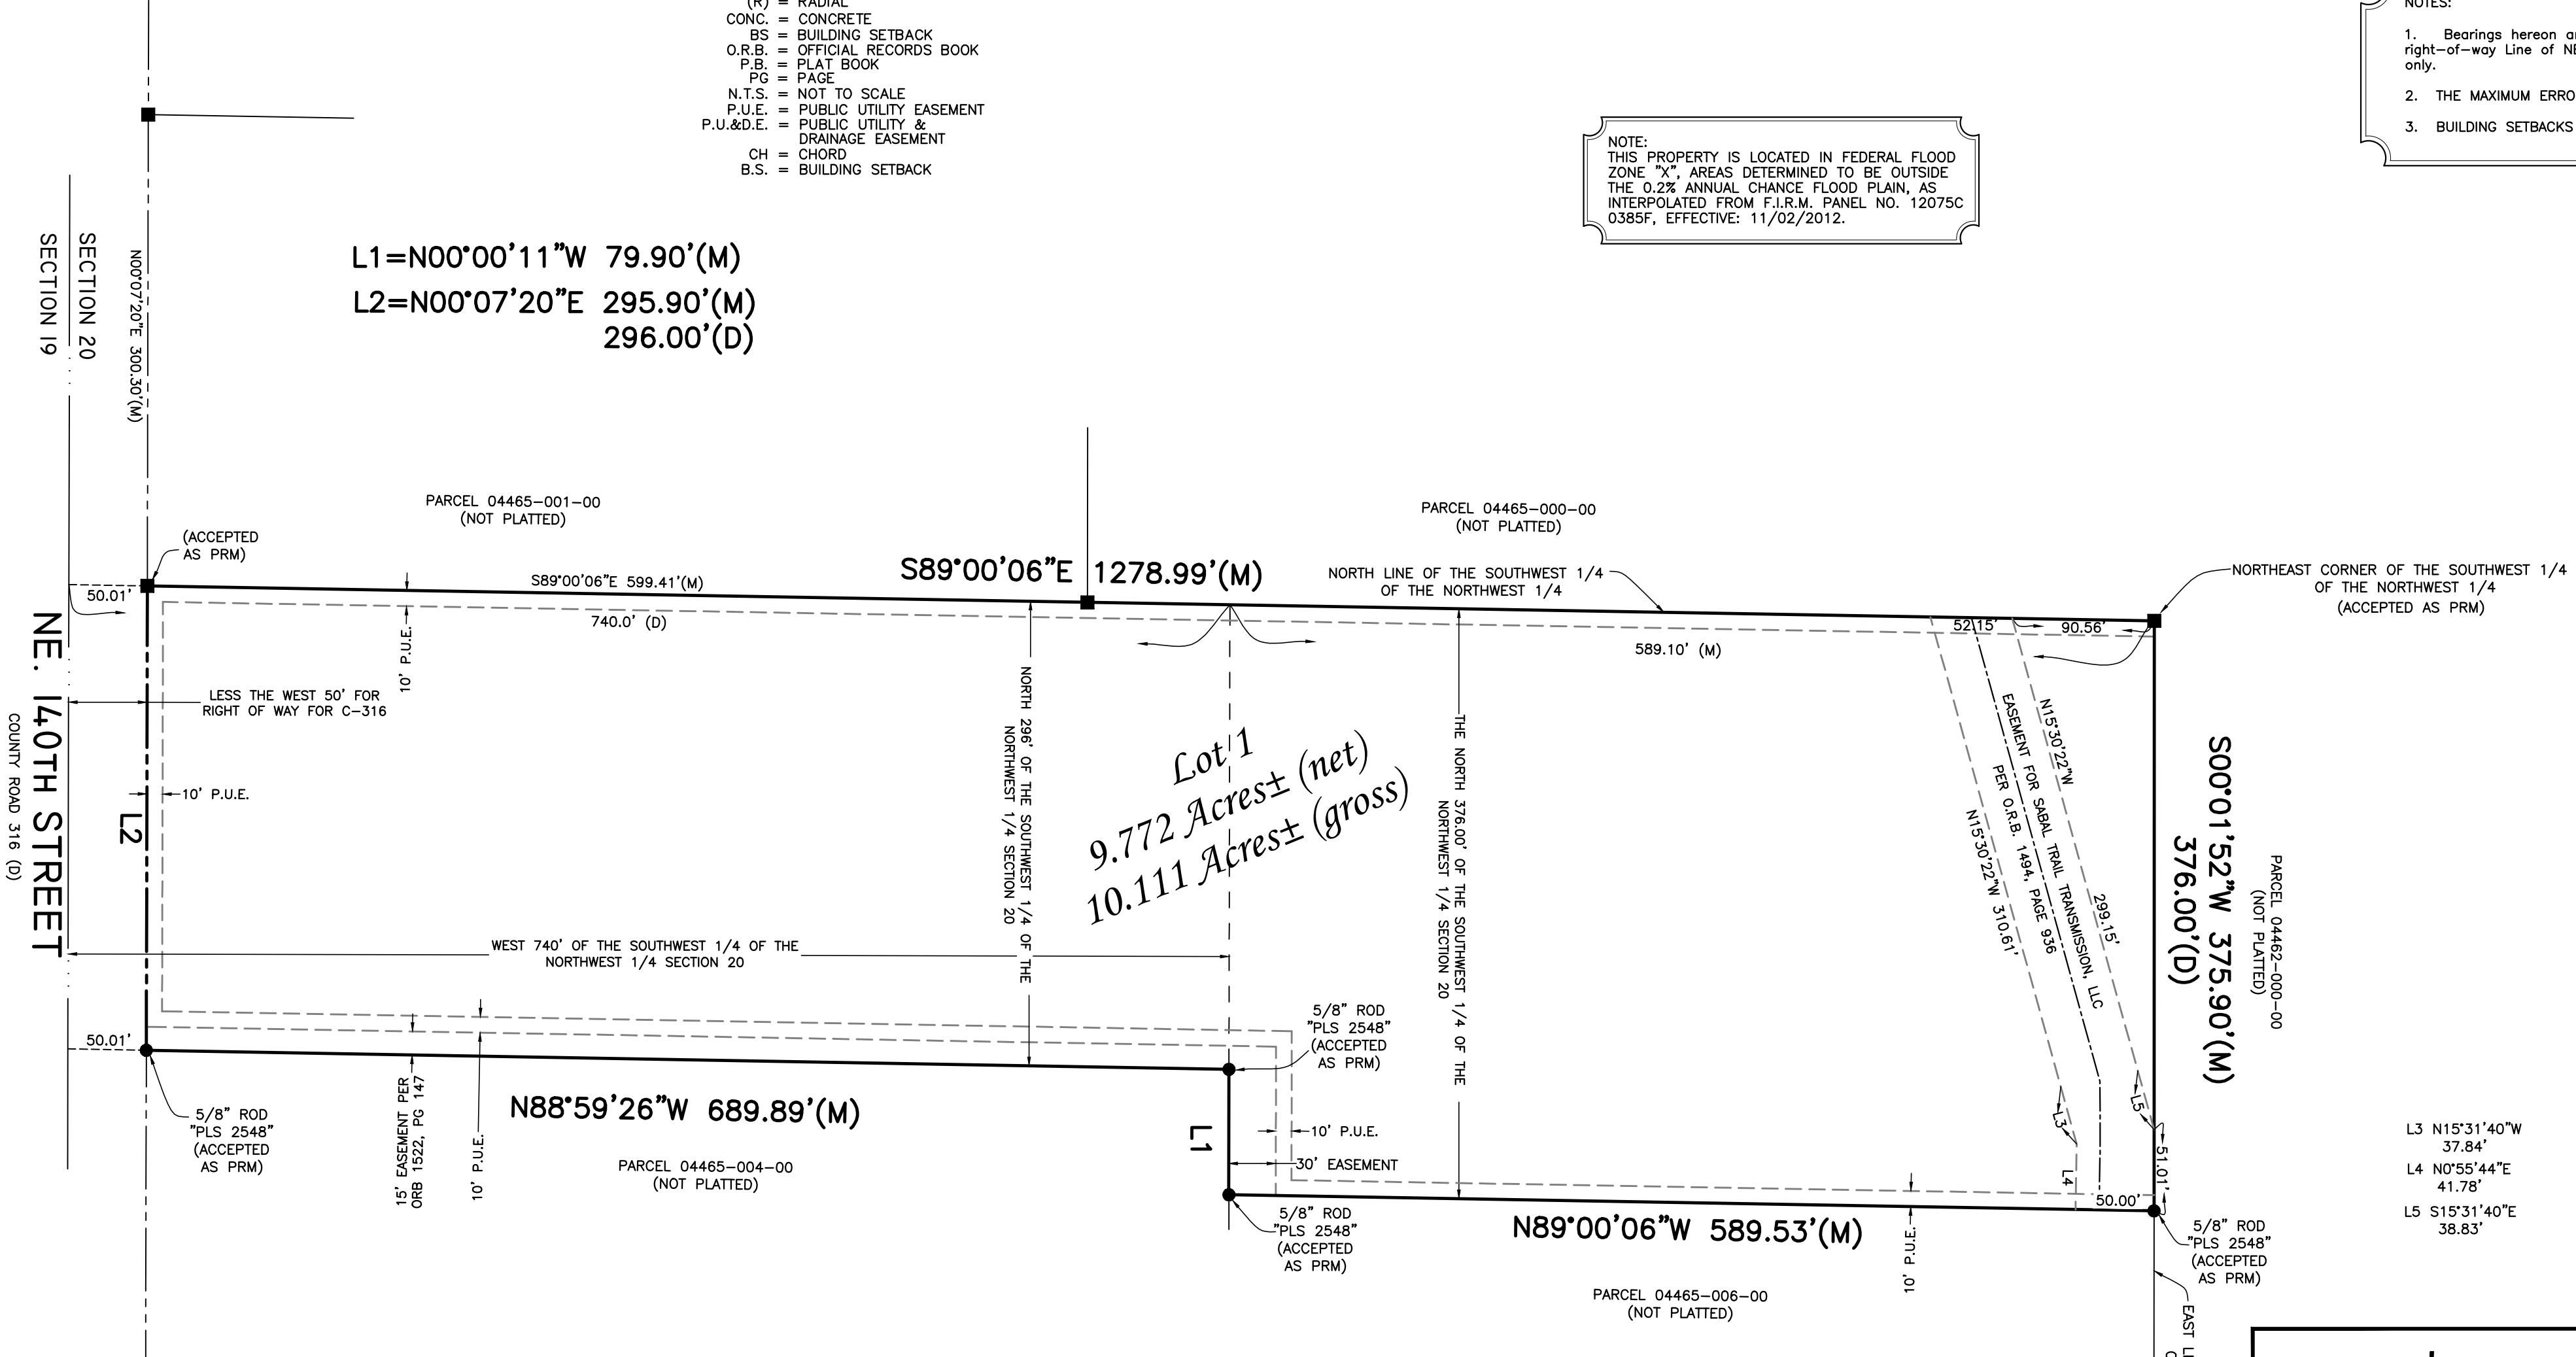 (R) = RADIAL
CONC. = CONCRETE
BS = BUILDING SETBACK
O.R.B. = OFFICIAL RECORDS BOOK
P.B. = PLAT BOOK
PG = PAGE
N.T.S. = NOT TO SCALE
P.U.E. = PUBLIC UTILITY EASEMENT
P.U.&D.E. = PUBLIC UTILITY &
DRAINAGE EASEMENT
CH = CHORD
B.S. = BUILDING SETBACK
NOTE:
THIS PROPERTY IS LOCATED IN FEDERAL FLOOD
ZONE "X", AREAS DETERMINED TO BE OUTSIDE
THE 0.2% ANNUAL CHANCE FLOOD PLAIN, AS
INTERPOLATED FROM F.I.R.M. PANEL NO. 12075C
0385F, EFFECTIVE: 11/02/2012.
NOTES:
1. Bearings hereon
right-of-way Line of
only.
2. THE MAXIMUM
3. BUILDING SETBACKS
SECTION 20
SECTION 19
N00°07'20"E 300.30'(M)
L1=N00°00'11"W 79.90'(M)
L2=N00°07'20"E 295.90'(M)
296.00'(D)
PARCEL 04465-001-00
(NOT PLATTED)
PARCEL 04465-000-00
(NOT PLATTED)
(ACCEPTED
AS PRM)
50.01'
S89°00'06"E 599.41'(M)
S89°00'06"E 1278.99'(M)
740.0' (D)
10' P.U.E.
NORTH LINE OF THE SOUTHWEST 1/4
OF THE NORTHWEST 1/4
589.10' (M)
52.15'
90.56'
NORTHEAST CORNER OF THE SOUTHWEST 1/4
OF THE NORTHWEST 1/4
(ACCEPTED AS PRM)
NE. 140TH STREET
COUNTY ROAD 316 (D)
LESS THE WEST 50' FOR
RIGHT OF WAY FOR C-316
10' P.U.E.
L2
NORTH 296' OF THE SOUTHWEST 1/4 OF THE
NORTHWEST 1/4 SECTION 20
Lot 1
9.772 Acres± (net)
10.111 Acres± (gross)
THE NORTH 376.00' OF THE SOUTHWEST 1/4 OF THE
NORTHWEST 1/4 SECTION 20
N15°30'22"W
299.15'
EASEMENT FOR SABAL TRAIL TRANSMISSION, LLC
PER O.R.B. 1494, PAGE 936
N15°30'22"W 310.61'
S00°01'52"W 375.90'(M)
376.00'(D)
PARCEL 04462-000-00
(NOT PLATTED)
WEST 740' OF THE SOUTHWEST 1/4 OF THE
NORTHWEST 1/4 SECTION 20
50.01'
5/8" ROD
"PLS 2548"
(ACCEPTED
AS PRM)
15' EASEMENT PER
ORB 1522, PG 147
10' P.U.E.
N88°59'26"W 689.89'(M)
PARCEL 04465-004-00
(NOT PLATTED)
5/8" ROD
"PLS 2548"
(ACCEPTED
AS PRM)
L1
10' P.U.E.
30' EASEMENT
5/8" ROD
"PLS 2548"
(ACCEPTED
AS PRM)
N89°00'06"W 589.53'(M)
PARCEL 04465-006-00
(NOT PLATTED)
10' P.U.E.
L3
L4
L5
51.01'
50.00'
5/8" ROD
"PLS 2548"
(ACCEPTED
AS PRM)
EAST
L3 N15°31'40"W
37.84'
L4 N0°55'44"E
41.78'
L5 S15°31'40"E
38.83'